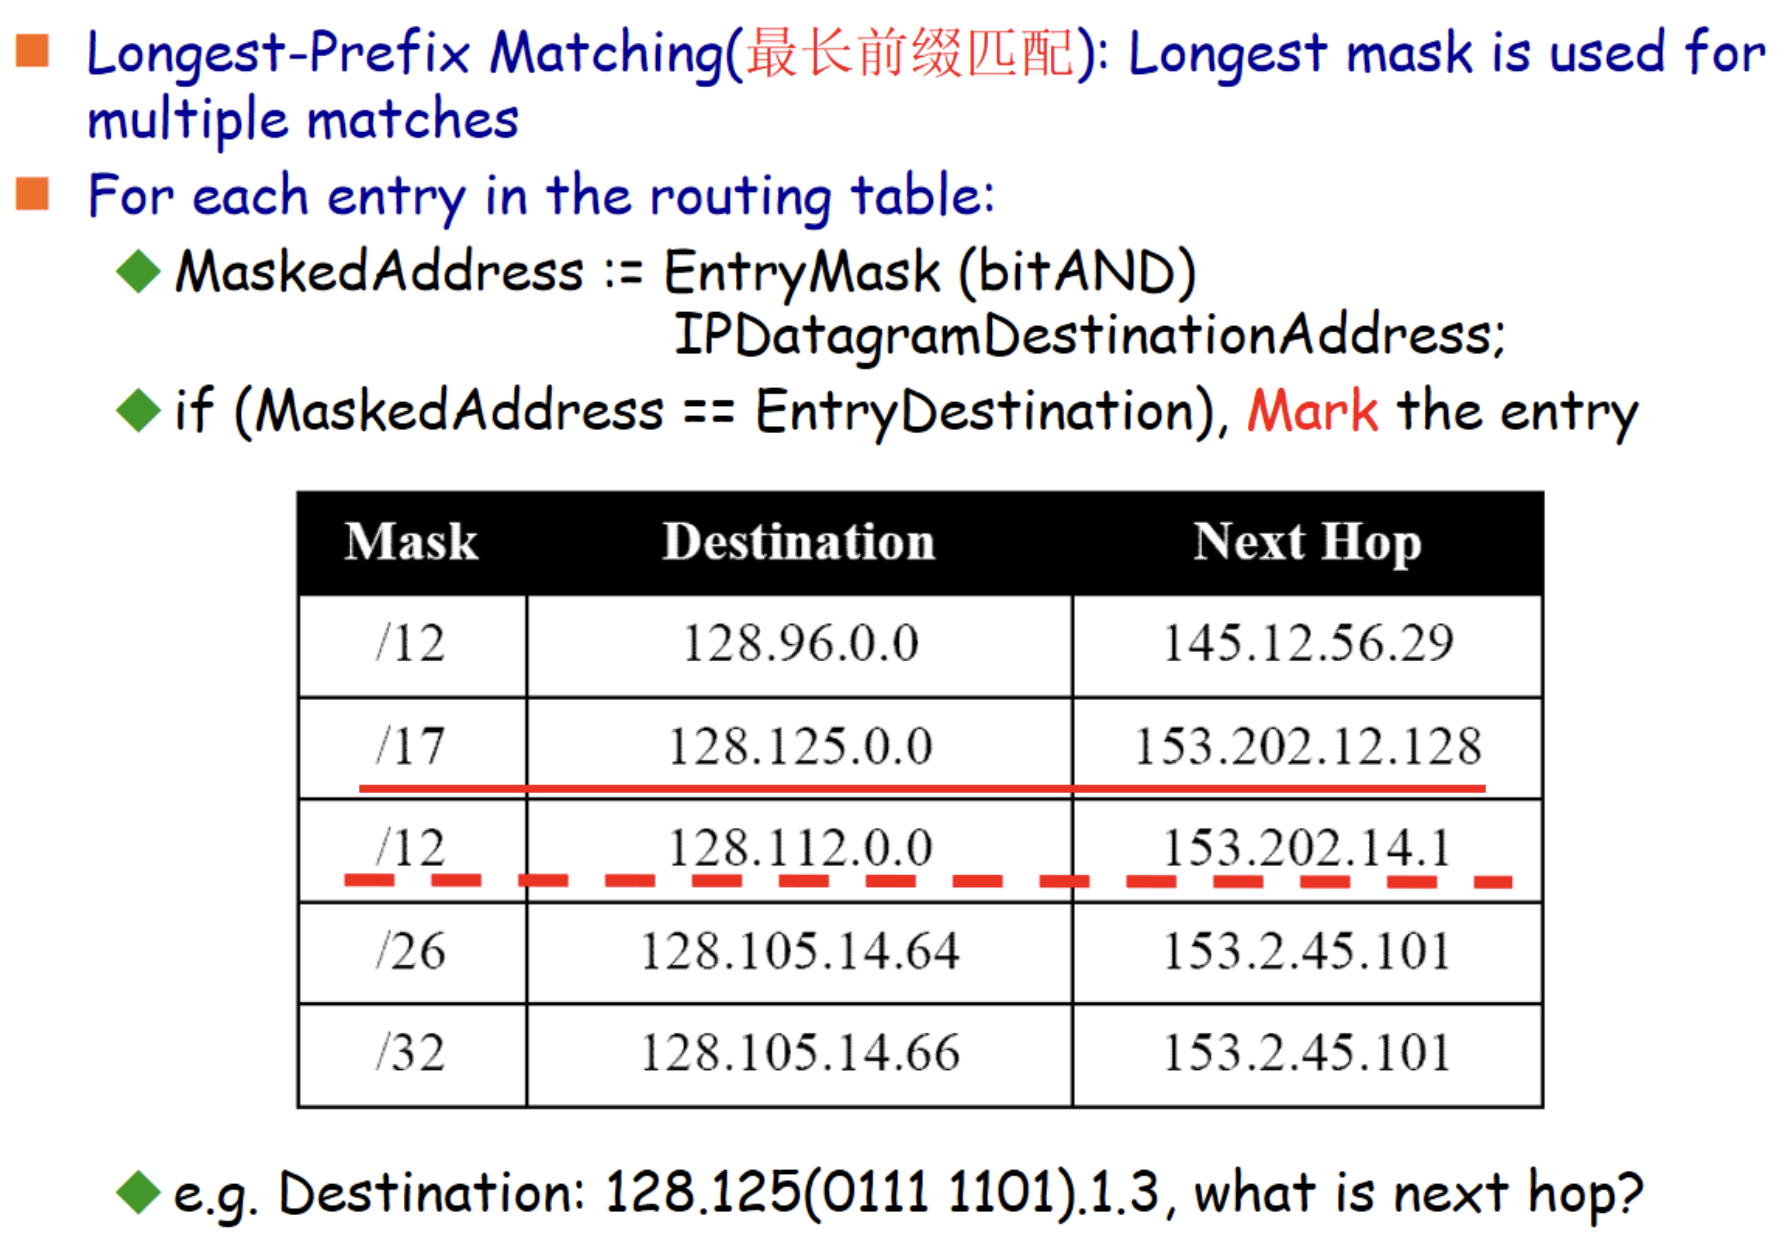 Longest-Prefix Matching(最长前缀匹配): Longest mask is used for
multiple matches
For each entry in the routing table:
MaskedAddress := EntryMask (bitAND)
IPDatagramDestinationAddress;
if (MaskedAddress == EntryDestination), Mark the entry
Mask Destination Next Hop
/12 128.96.0.0 145.12.56.29
/17 128.125.0.0 153.202.12.128
/12 128.112.0.0 153.202.14.1
/26 128.105.14.64 153.2.45.101
/32 128.105.14.66 153.2.45.101
e.g. Destination: 128.125(0111 1101).1.3, what is next hop?